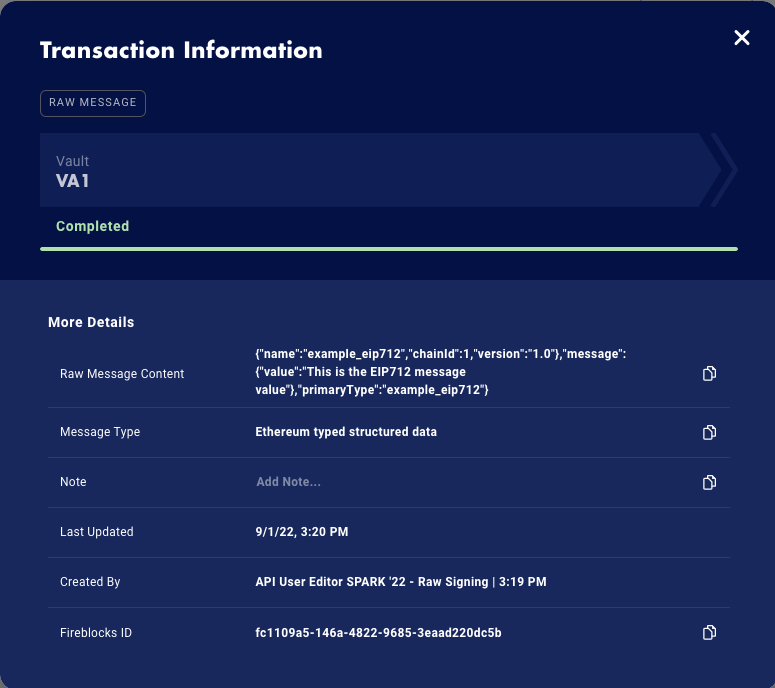 Transaction Information
RAW MESSAGE
Vault
VA1
Completed
More Details
Raw Message Content
{"name":"example_eip712","chainId":1,"version":"1.0"},"message":
{"value":"This is the EIP712 message
value"},"primaryType":"example_eip712"}
Message Type
Ethereum typed structured data
Note
Add Note...
Last Updated
9/1/22, 3:20 PM
Created By
API User Editor SPARK '22 - Raw Signing | 3:19 PM
Fireblocks ID
fc1109a5-146a-4822-9685-3eaad220dc5b